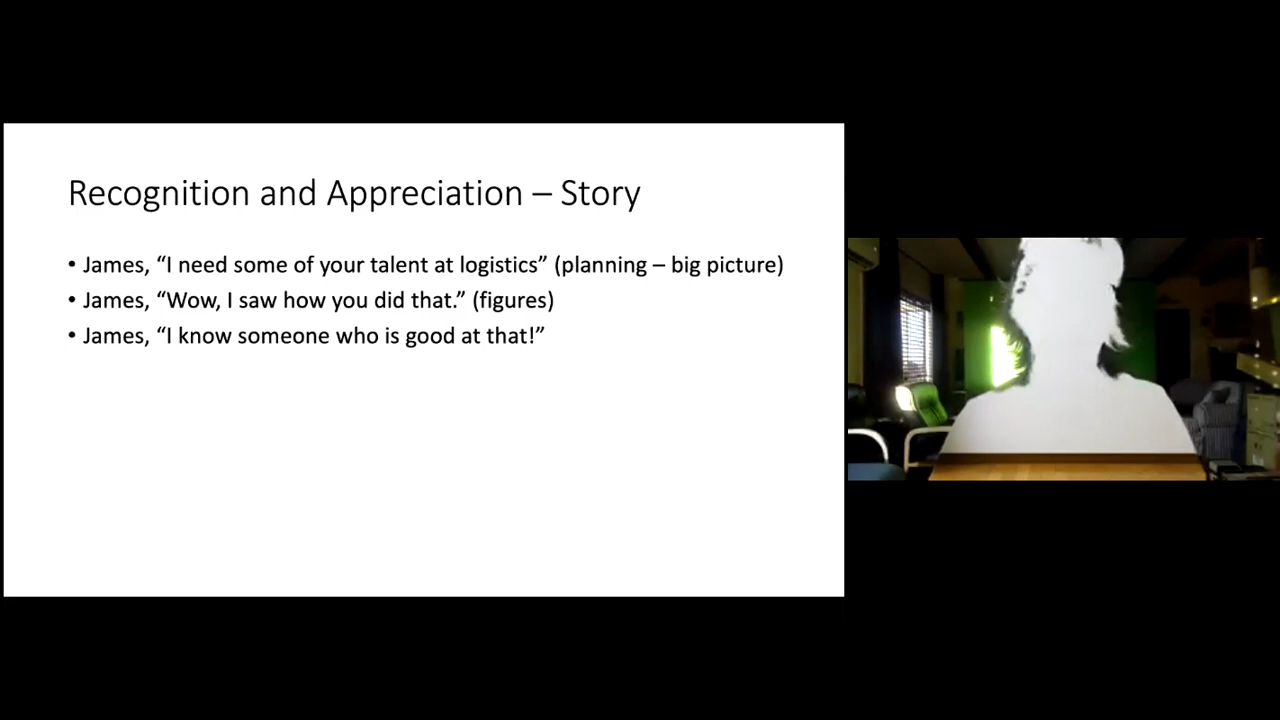 Recognition and Appreciation – Story
• James, “I need some of your talent at logistics” (planning – big picture)
• James, “Wow, I saw how you did that.” (figures)
• James, “I know someone who is good at that!”